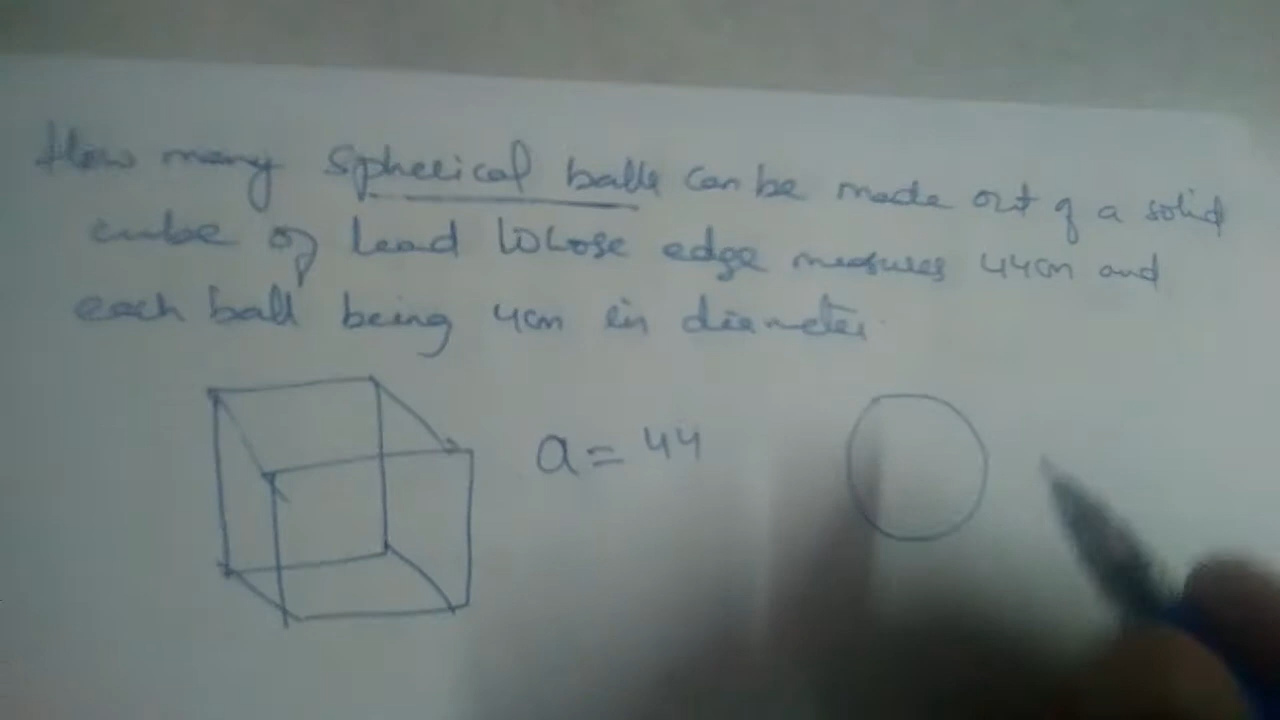 How many spherical balls can be made out of a solid
cube of lead whose edge measures 44cm and
each ball being 4cm in diameter.
a = 44